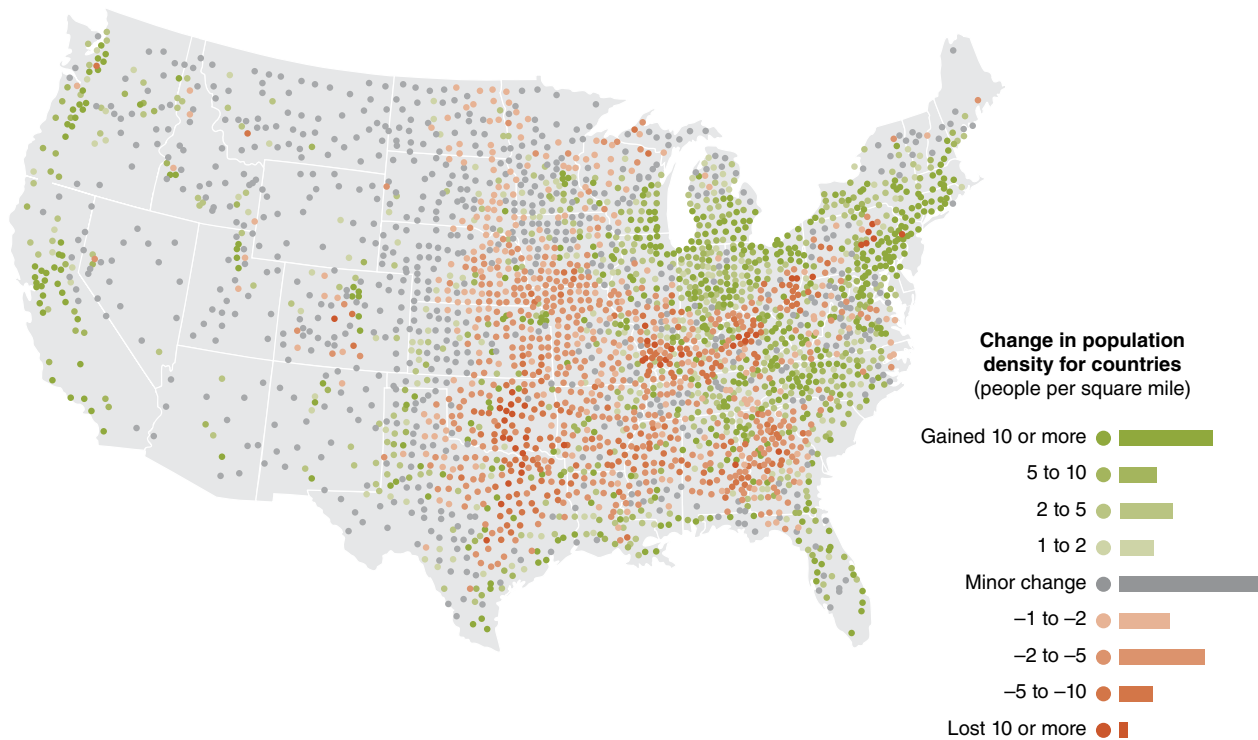 Change in population
density for countries
(people per square mile)
Gained 10 or more
5 to 10
2 to 5
1 to 2
Minor change
–1 to –2
–2 to –5
–5 to –10
Lost 10 or more